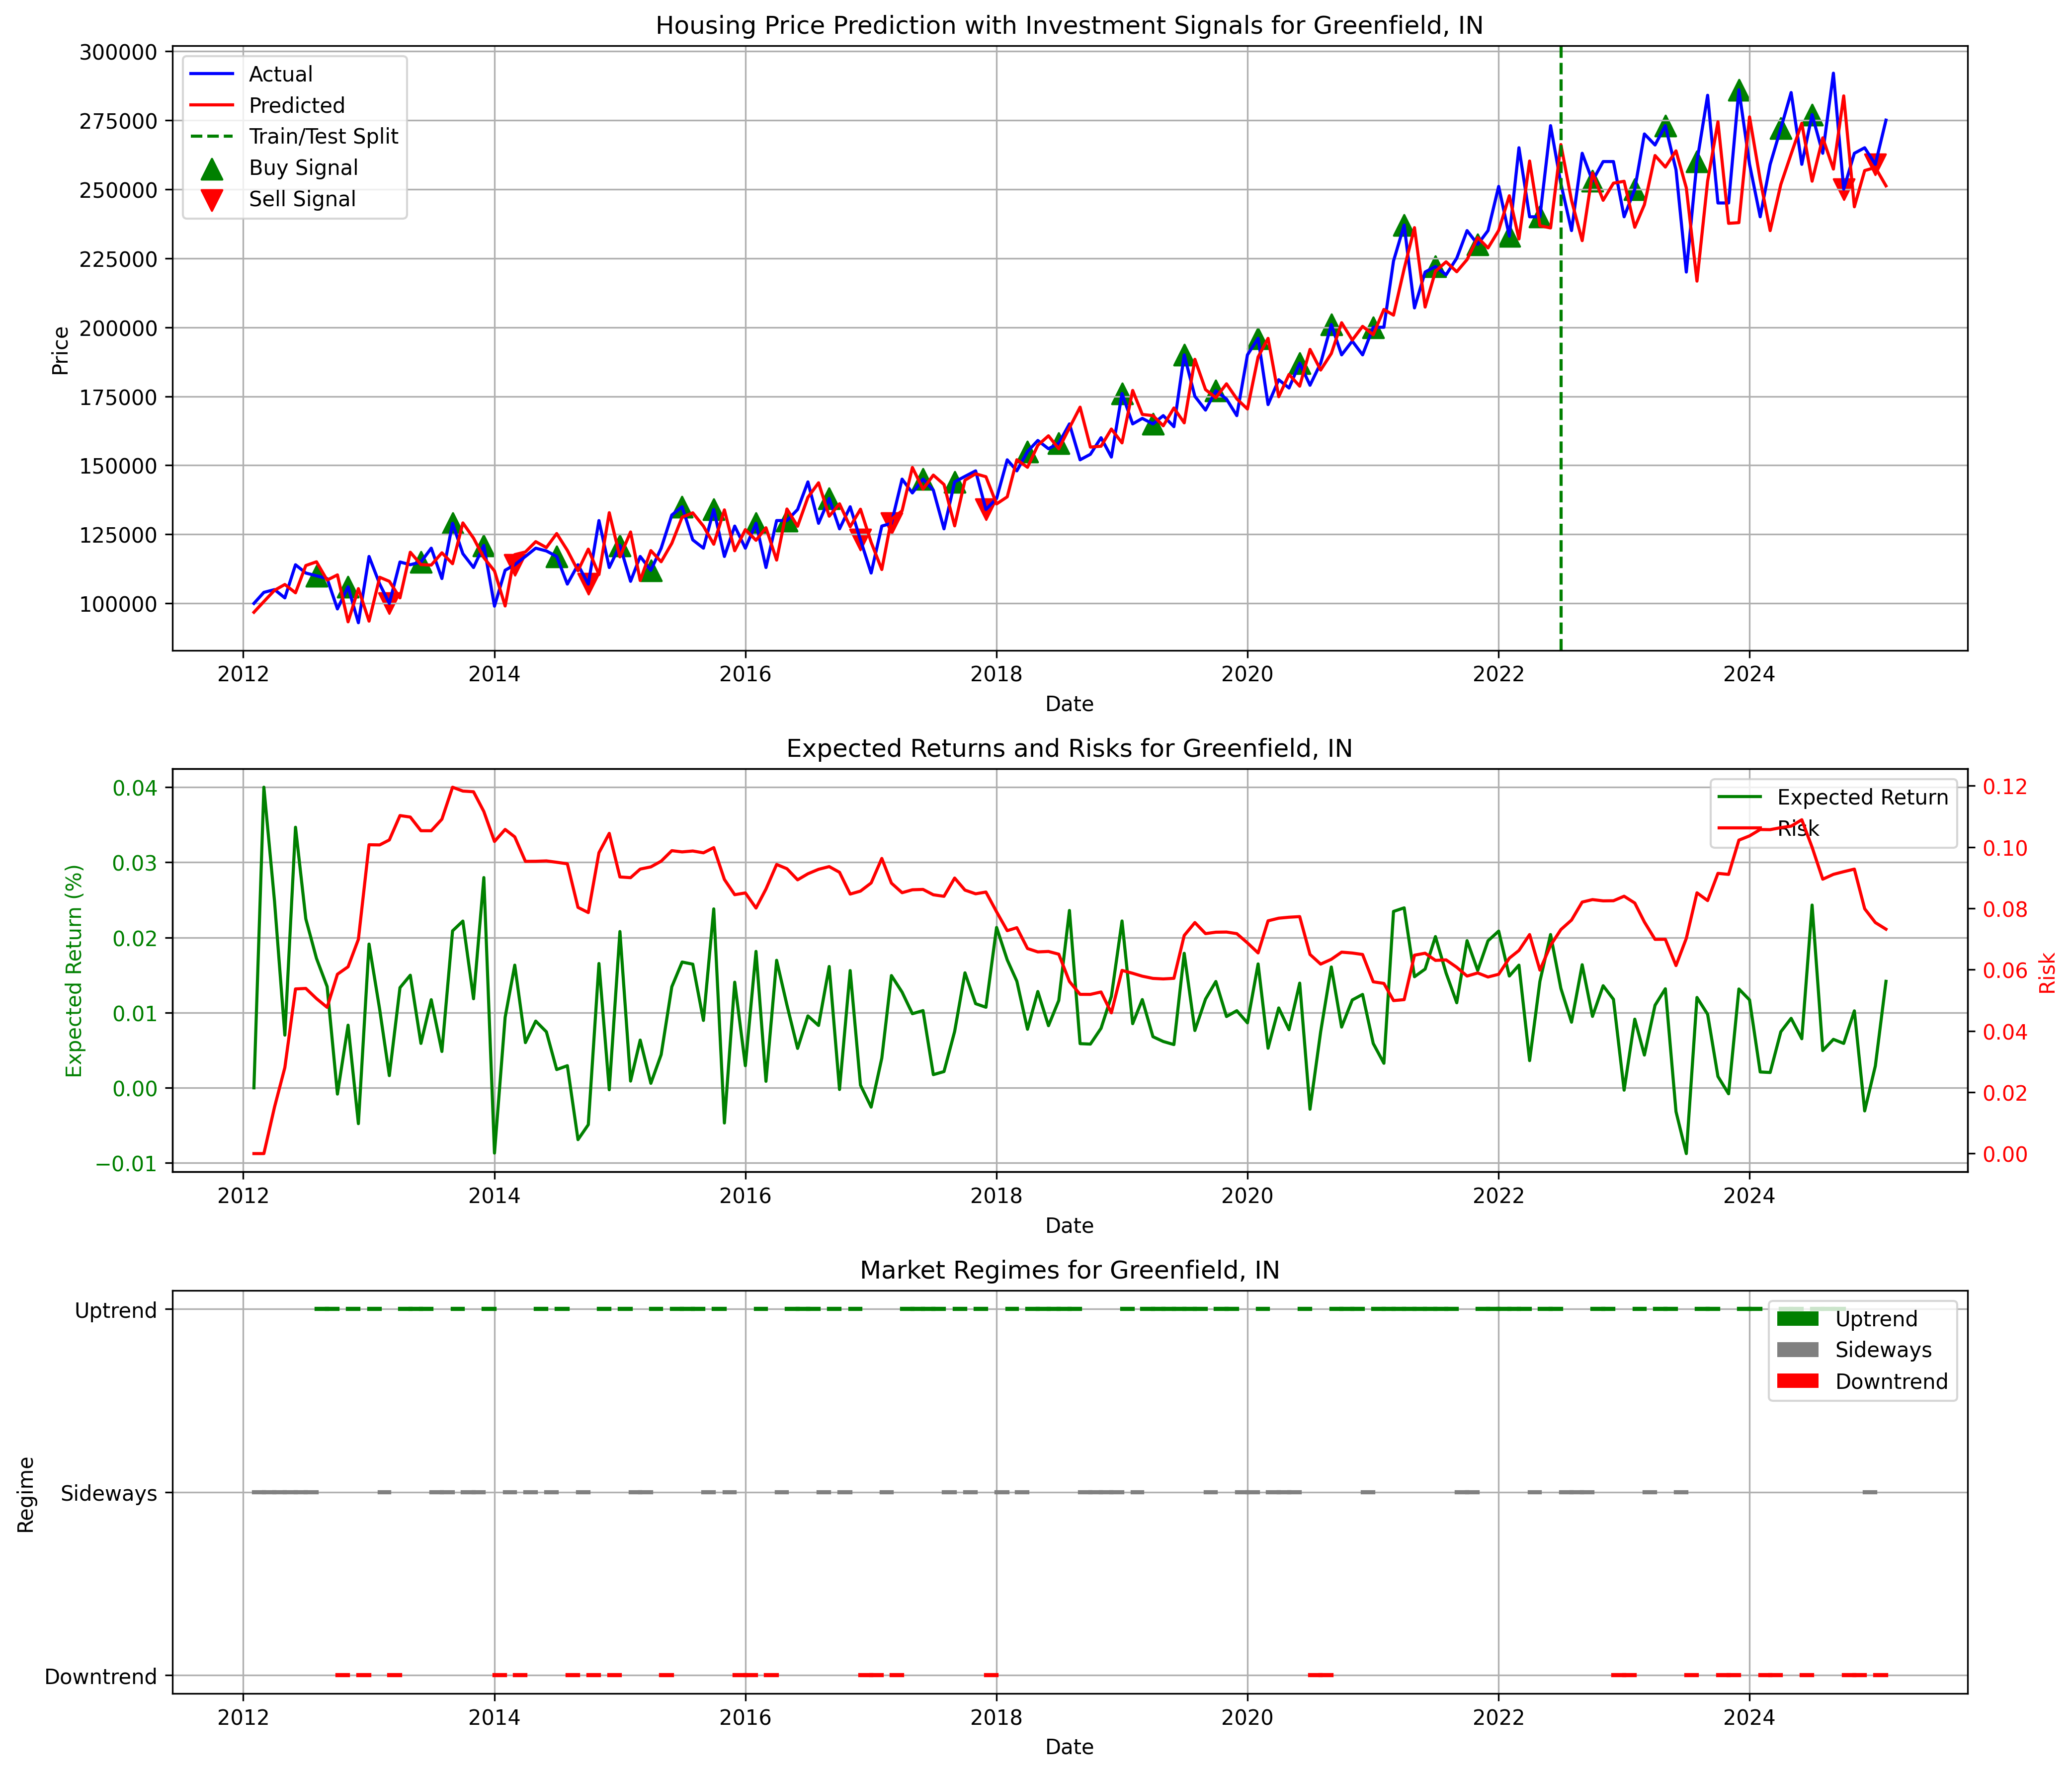 Housing Price Prediction with Investment Signals for Greenfield, IN
300000
275000
250000
225000
200000
175000
150000
125000
100000
Price
Actual
Predicted
Train/Test Split
Buy Signal
Sell Signal
2012 2014 2016 2018 2020 2022 2024
Date
Expected Returns and Risks for Greenfield, IN
0.04
0.03
0.02
0.01
0.00
−0.01
Expected Return (%)
Expected Return
Risk
0.12
0.10
0.08
0.06
0.04
0.02
0.00
Risk
2012 2014 2016 2018 2020 2022 2024
Date
Market Regimes for Greenfield, IN
Uptrend
Sideways
Downtrend
Regime
Uptrend
Sideways
Downtrend
2012 2014 2016 2018 2020 2022 2024
Date